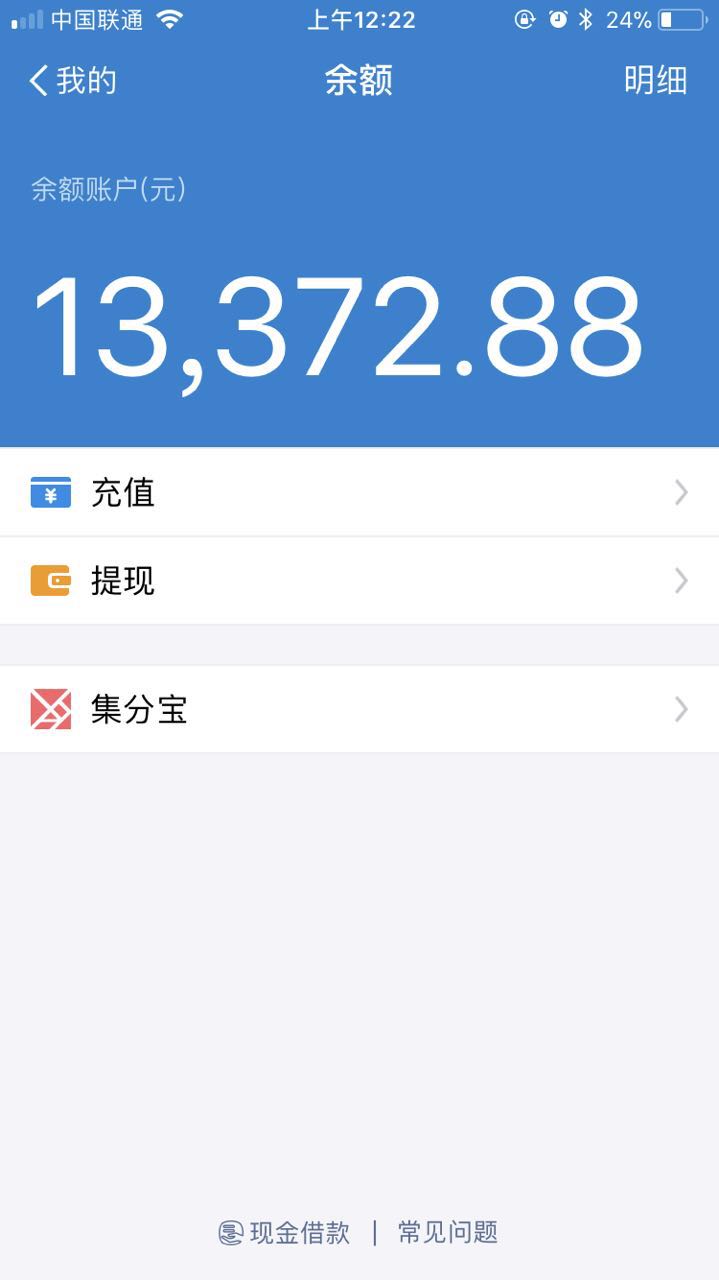 中国联通 上午12:22 24%
我的 余额 明细
余额账户(元)
13,372.88
¥ 充值
提现
集分宝
现金借款 | 常见问题